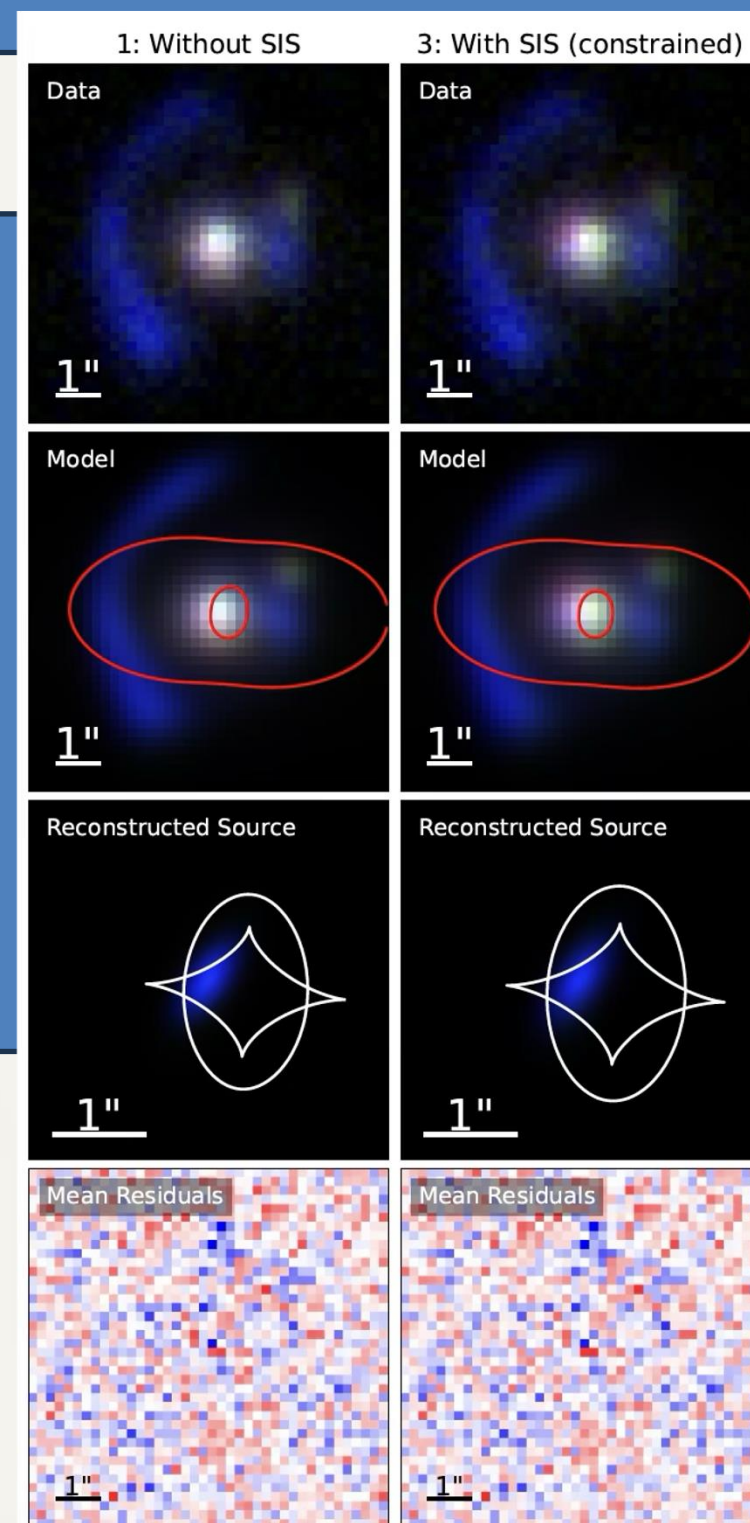 1: Without SIS
3: With SIS (constrained)
Data
Data
1"
1"
Model
Model
1"
1"
Reconstructed Source
Reconstructed Source
1"
1"
Mean Residuals
Mean Residuals
1"
1"